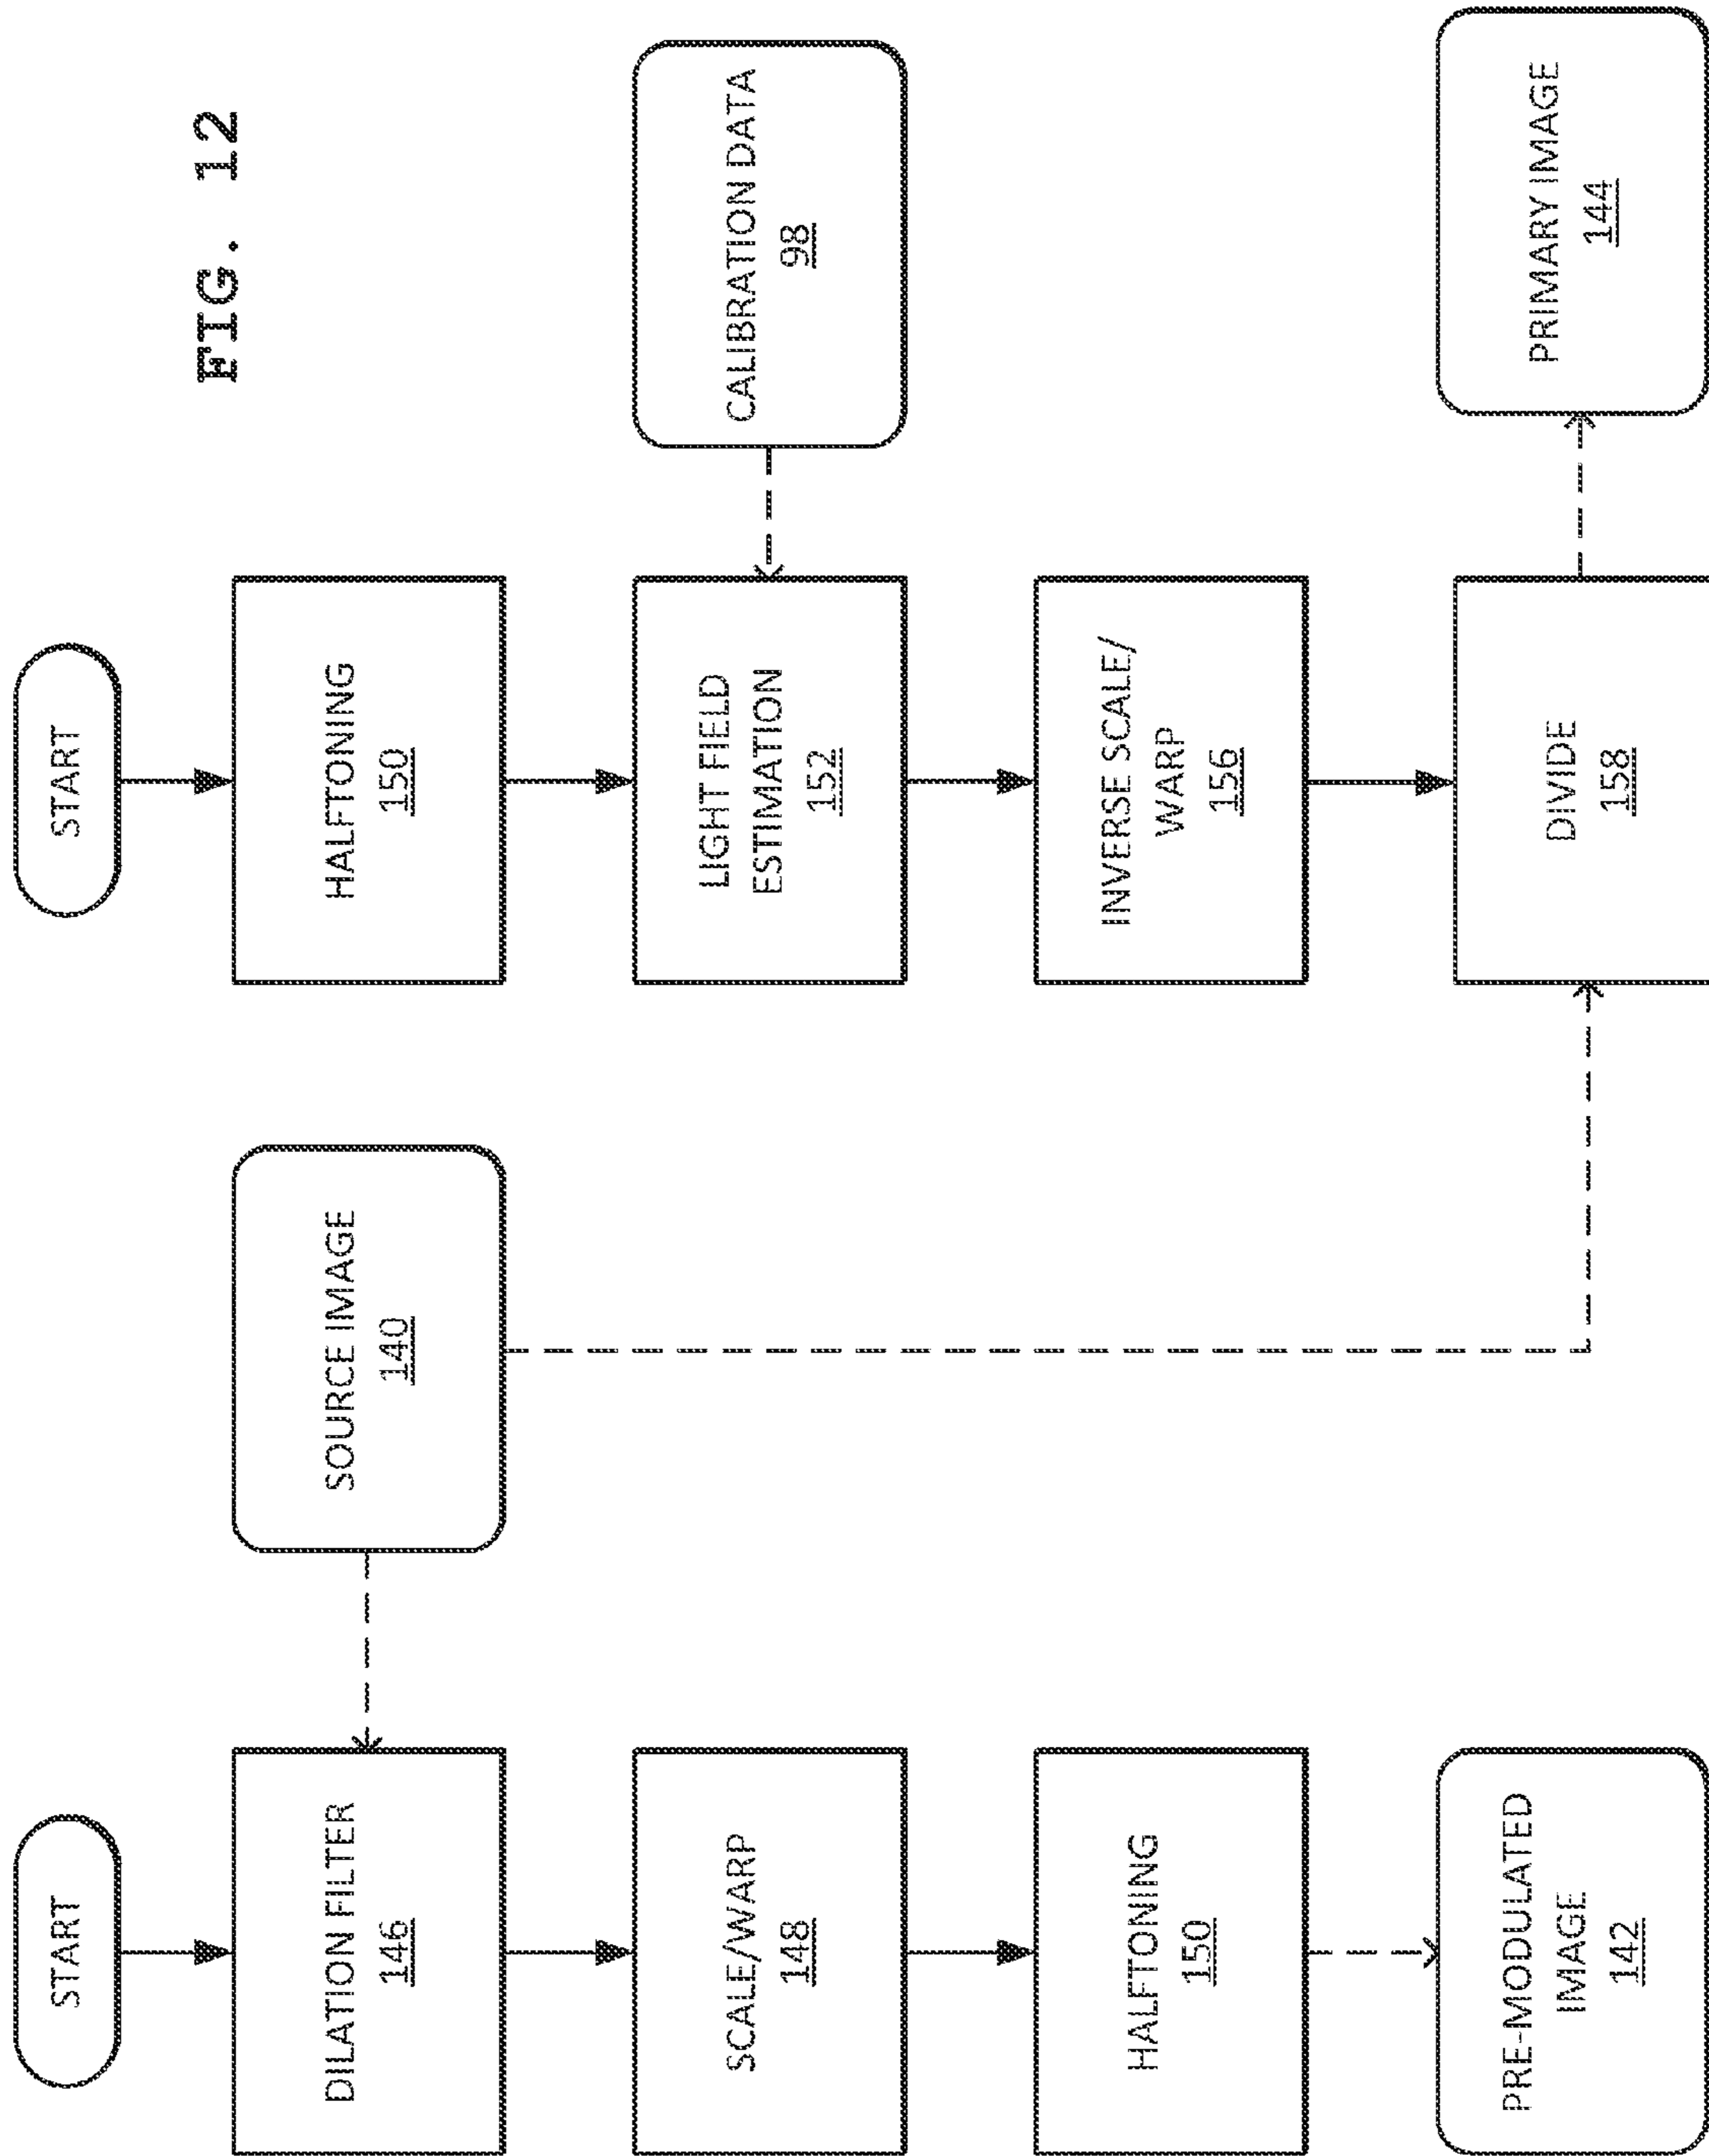 FIG. 12
START
DILATION FILTER
146
SCALE/WARP
148
HALFTONING
150
PRE-MODULATED
IMAGE
142
SOURCE IMAGE
140
START
HALFTONING
150
LIGHT FIELD
ESTIMATION
152
INVERSE SCALE/
WARP
156
DIVIDE
158
CALIBRATION DATA
98
PRIMARY IMAGE
144